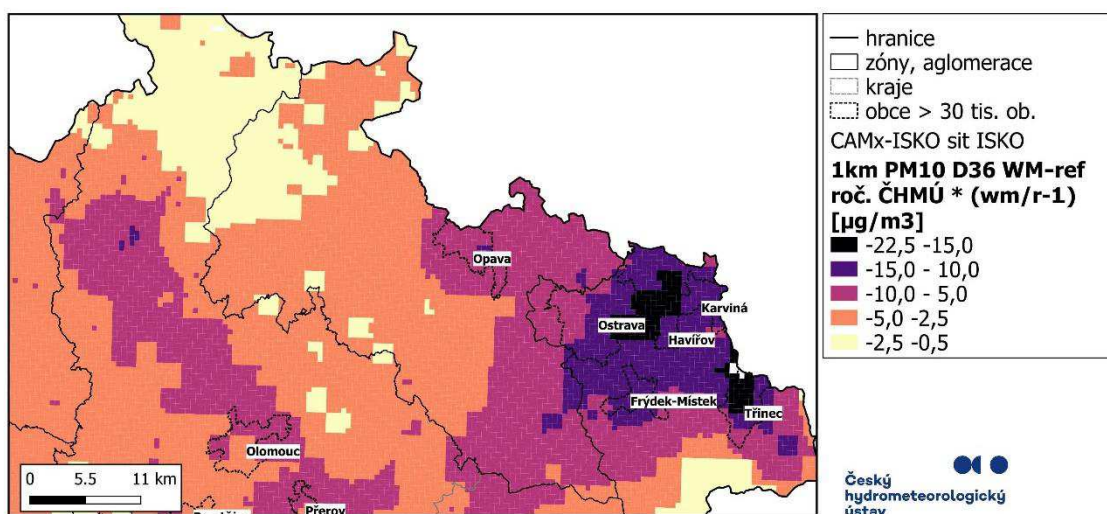 hranice
zóny, aglomerace
kraje
obce > 30 tis. ob.
CAMx-ISKO sit ISKO
1km PM10 D36 WM-ref
roč. ČHMÚ * (wm/r-1)
[µg/m3]
-22,5 -15,0
-15,0 - 10,0
-10,0 - 5,0
-5,0 - 2,5
-2,5 -0,5
Opava
Karviná
Ostrava
Havířov
Frýdek-Místek
Třinec
Olomouc
Přerov
0 5.5 11 km
Český
hydrometeorologický
ústav